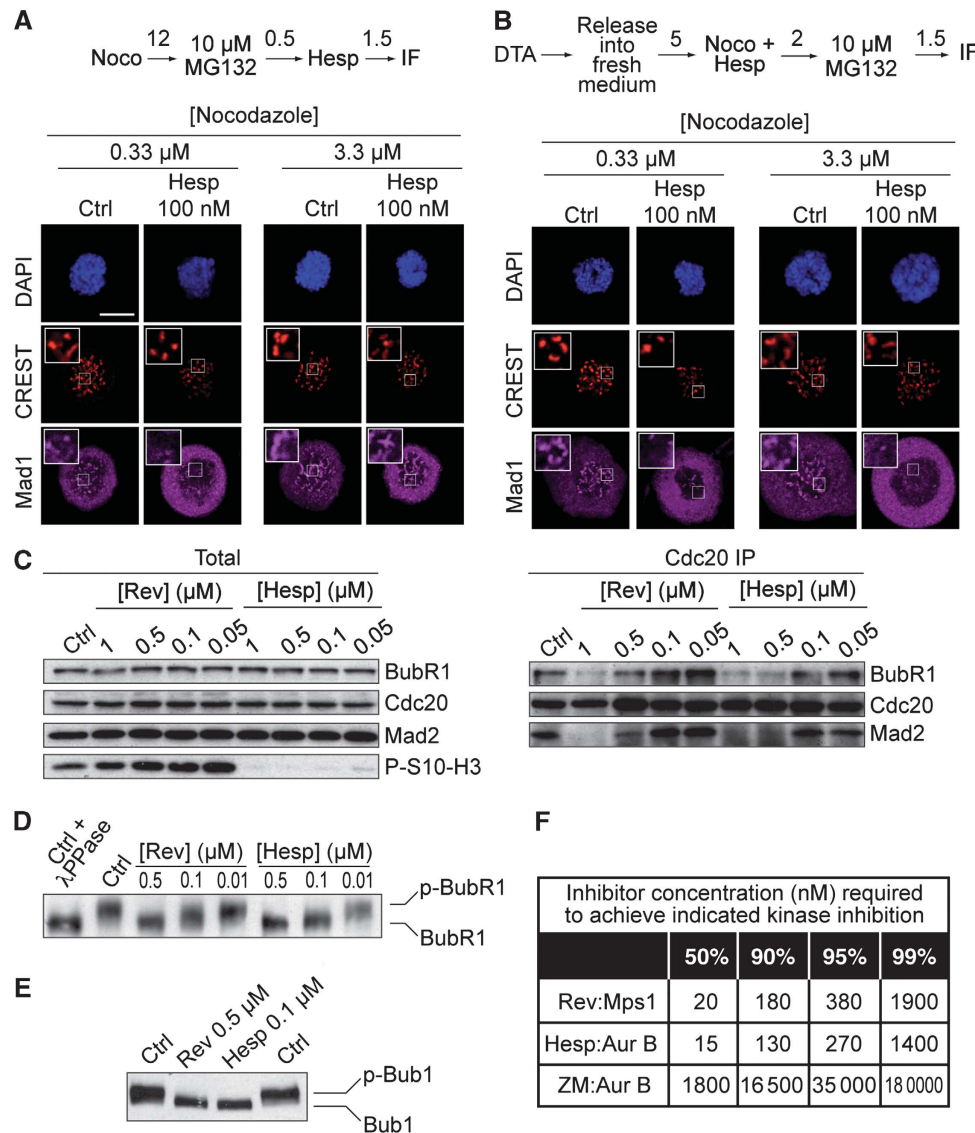 A
Noco 12 10 µM MG132 0.5 Hesp 1.5 IF
[Nocodazole]
0.33 µM 3.3 µM
Ctrl Hesp 100 nM Ctrl Hesp 100 nM
DAPI
CREST
Mad1
B
DTA Release into fresh medium 5 Noco + Hesp 2 10 µM MG132 1.5 IF
[Nocodazole]
0.33 µM 3.3 µM
Ctrl Hesp 100 nM Ctrl Hesp 100 nM
DAPI
CREST
Mad1
C
Total
[Rev] (µM) [Hesp] (µM)
Ctrl 1 0.5 0.1 0.05 1 0.5 0.1 0.05
BubR1
Cdc20
Mad2
P-S10-H3
Cdc20 IP
[Rev] (µM) [Hesp] (µM)
Ctrl 1 0.5 0.1 0.05 1 0.5 0.1 0.05
BubR1
Cdc20
Mad2
D
Ctrl + λPPase Ctrl
[Rev] (µM) [Hesp] (µM)
0.5 0.1 0.01 0.5 0.1 0.01
p-BubR1
BubR1
E
Ctrl Rev 0.5 µM Hesp 0.1 µM Ctrl
p-Bub1
Bub1
F
Inhibitor concentration (nM) required
to achieve indicated kinase inhibition
50% 90% 95% 99%
Rev:Mps1 20 180 380 1900
Hesp:Aur B 15 130 270 1400
ZM:Aur B 1800 16 500 35 000 18 0000